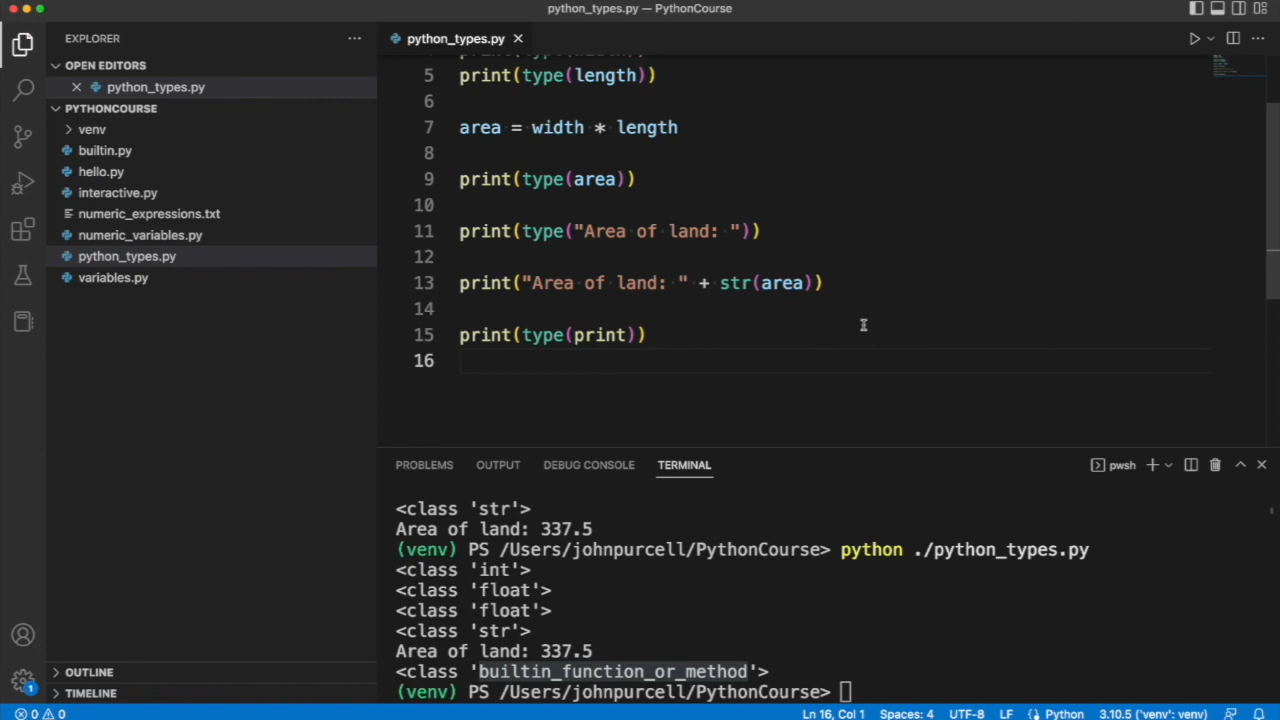 python_types.py — PythonCourse
EXPLORER
OPEN EDITORS
python_types.py
PYTHONCOURSE
venv
builtin.py
hello.py
interactive.py
numeric_expressions.txt
numeric_variables.py
python_types.py
variables.py
OUTLINE
TIMELINE
python_types.py
5 print(type(length))
6
7 area = width * length
8
9 print(type(area))
10
11 print(type("Area of land: "))
12
13 print("Area of land: " + str(area))
14
15 print(type(print))
16
PROBLEMS OUTPUT DEBUG CONSOLE TERMINAL pwsh
<class 'str'>
Area of land: 337.5
(venv) PS /Users/johnpurcell/PythonCourse> python ./python_types.py
<class 'int'>
<class 'float'>
<class 'float'>
<class 'str'>
Area of land: 337.5
<class 'builtin_function_or_method'>
(venv) PS /Users/johnpurcell/PythonCourse>
1
0 0 Ln 16, Col 1 Spaces: 4 UTF-8 LF Python 3.10.5 ('venv': venv)